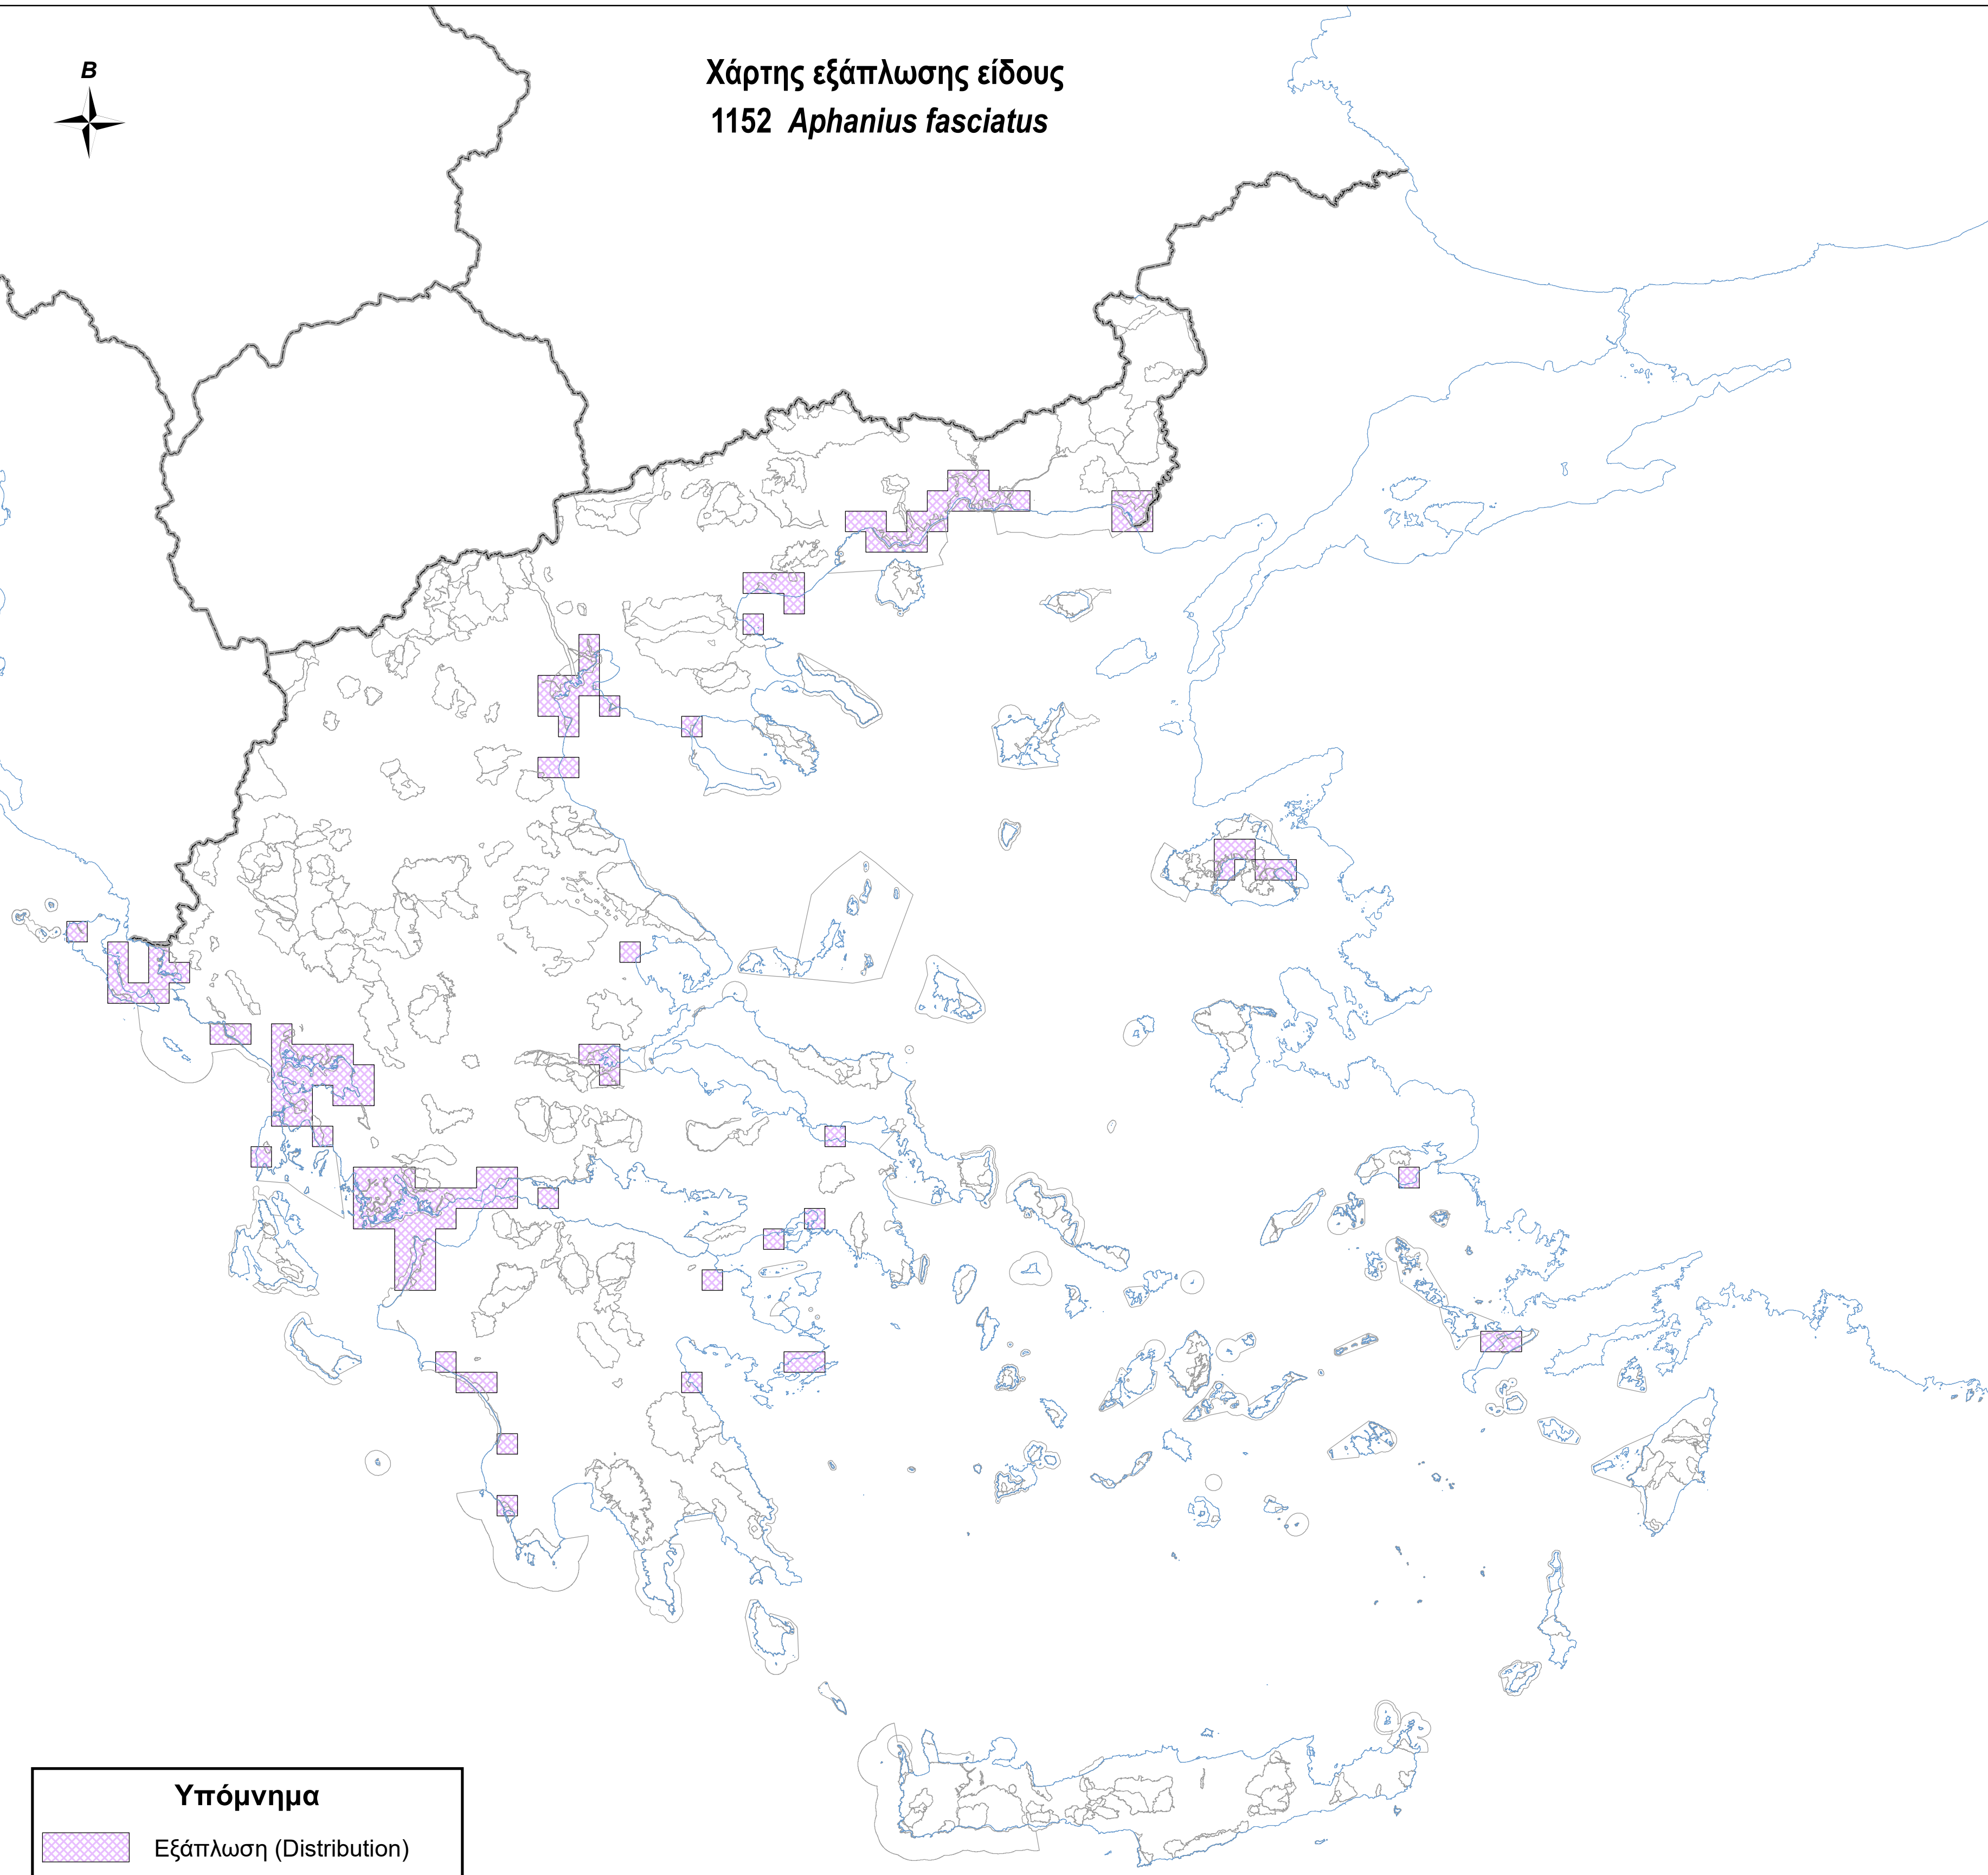 B
Χάρτης εξάπλωσης είδους
1152 Aphanius fasciatus
Υπόμνημα
Εξάπλωση (Distribution)